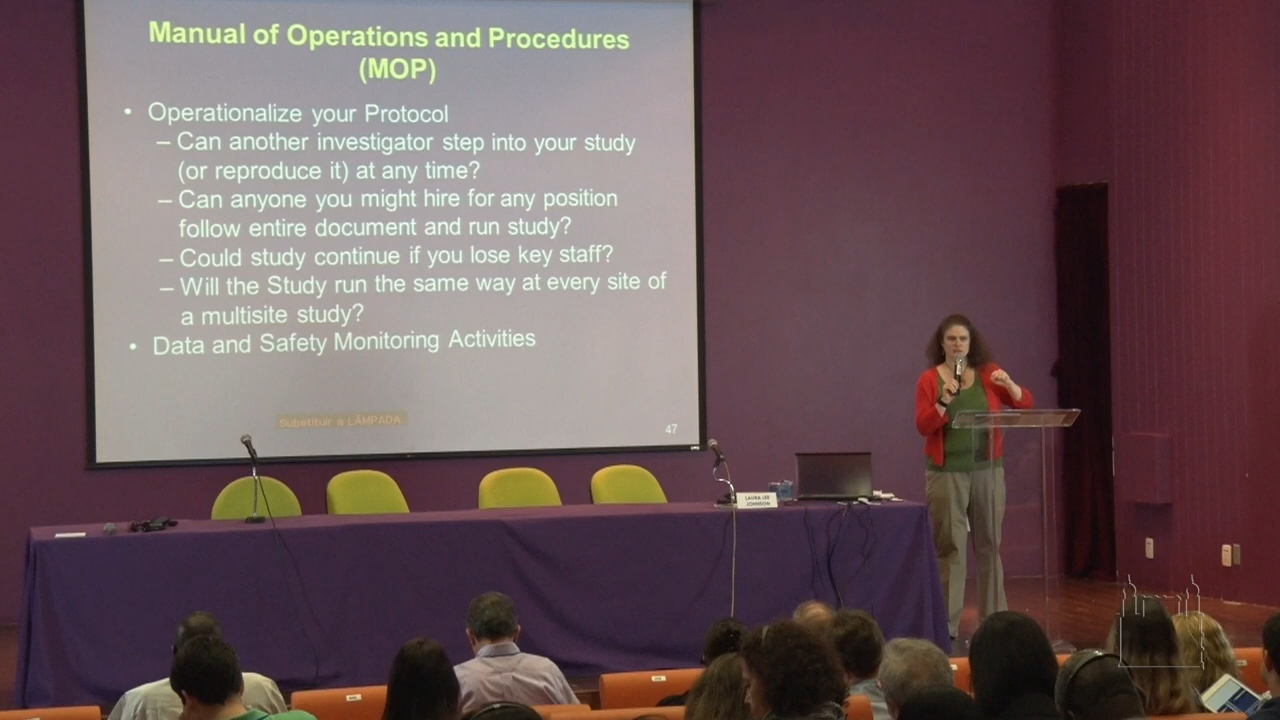 Manual of Operations and Procedures
(MOP)
• Operationalize your Protocol
– Can another investigator step into your study
(or reproduce it) at any time?
– Can anyone you might hire for any position
follow entire document and run study?
– Could study continue if you lose key staff?
– Will the Study run the same way at every site of
a multisite study?
• Data and Safety Monitoring Activities
Substituir a LÂMPADA
47
LAURA LEE
JOHNSON